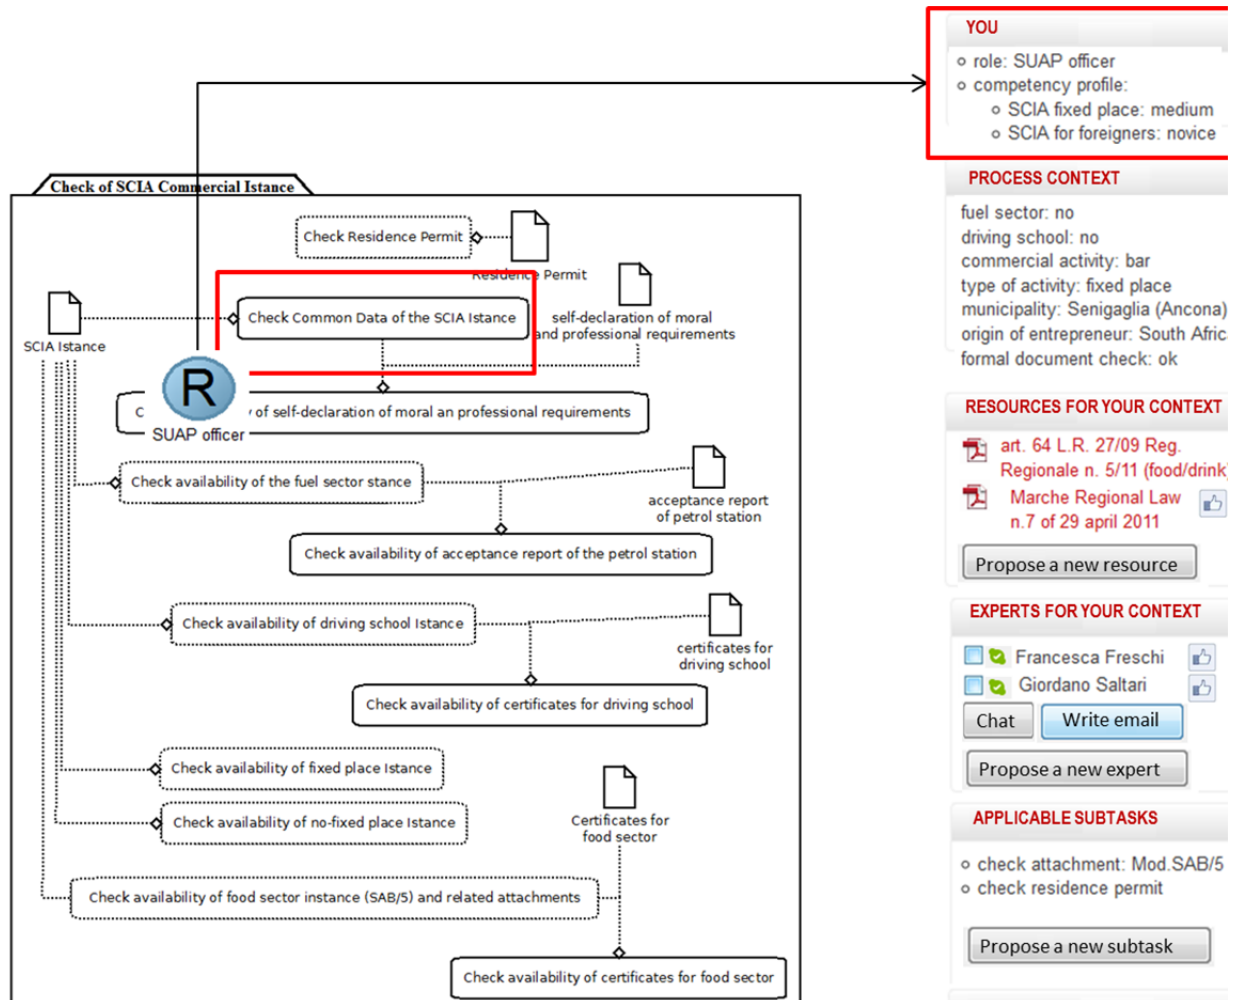 YOU
role: SUAP officer
competency profile:
SCIA fixed place: medium
SCIA for foreigners: novice
PROCESS CONTEXT
fuel sector: no
driving school: no
commercial activity: bar
type of activity: fixed place
municipality: Senigaglia (Ancona)
origin of entrepreneur: South Afric
formal document check: ok
RESOURCES FOR YOUR CONTEXT
art. 64 L.R. 27/09 Reg.
Regionale n. 5/11 (food/drink)
Marche Regional Law
n.7 of 29 april 2011
Propose a new resource
EXPERTS FOR YOUR CONTEXT
Francesca Freschi
Giordano Saltari
Chat
Write email
Propose a new expert
APPLICABLE SUBTASKS
check attachment: Mod.SAB/5
check residence permit
Propose a new subtask
Check of SCIA Commercial Istance
Check Residence Permit
Residence Permit
Check Common Data of the SCIA Istance
self-declaration of moral
and professional requirements
SCIA Istance
R
SUAP officer
C y of self-declaration of moral an professional requirements
Check availability of the fuel sector stance
acceptance report
of petrol station
Check availability of acceptance report of the petrol station
Check availability of driving school Istance
certificates for
driving school
Check availability of certificates for driving school
Check availability of fixed place Istance
Check availability of no-fixed place Istance
Certificates for
food sector
Check availability of food sector instance (SAB/5) and related attachments
Check availability of certificates for food sector